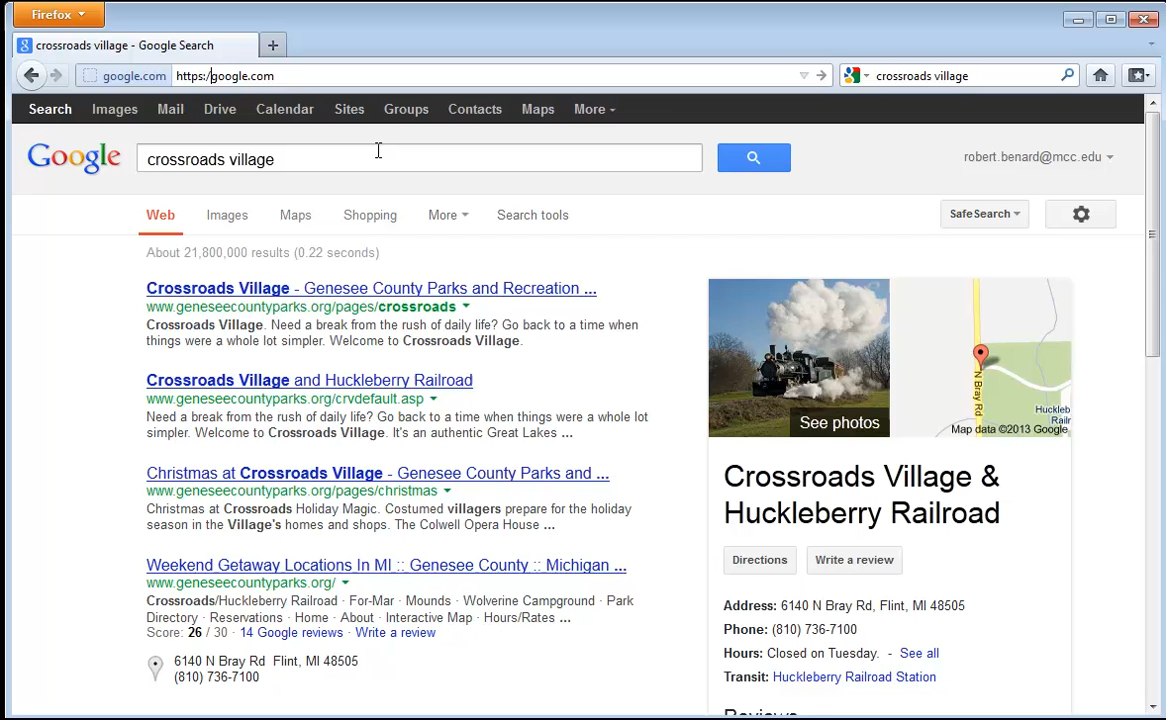 Firefox
crossroads village - Google Search
google.com https:/google.com crossroads village
Search Images Mail Drive Calendar Sites Groups Contacts Maps More
Google crossroads village robert.benard@mcc.edu
Web Images Maps Shopping More Search tools SafeSearch
About 21,800,000 results (0.22 seconds)
Crossroads Village - Genesee County Parks and Recreation ...
www.geneseecountyparks.org/pages/crossroads
Crossroads Village. Need a break from the rush of daily life? Go back to a time when
things were a whole lot simpler. Welcome to Crossroads Village.
Crossroads Village and Huckleberry Railroad
www.geneseecountyparks.org/crvdefault.asp
Need a break from the rush of daily life? Go back to a time when things were a whole lot
simpler. Welcome to Crossroads Village. It's an authentic Great Lakes ...
Christmas at Crossroads Village - Genesee County Parks and ...
www.geneseecountyparks.org/pages/christmas
Christmas at Crossroads Holiday Magic. Costumed villagers prepare for the holiday
season in the Village's homes and shops. The Colwell Opera House ...
Weekend Getaway Locations In MI :: Genesee County :: Michigan ...
www.geneseecountyparks.org/
Crossroads/Huckleberry Railroad · For-Mar · Mounds · Wolverine Campground · Park
Directory · Reservations · Home · About · Interactive Map · Hours/Rates ...
Score: 26 / 30 · 14 Google reviews · Write a review
6140 N Bray Rd Flint, MI 48505
(810) 736-7100
See photos
N Bray Rd
Huckleb
Railr
Map data ©2013 Google
Crossroads Village &
Huckleberry Railroad
Directions Write a review
Address: 6140 N Bray Rd, Flint, MI 48505
Phone: (810) 736-7100
Hours: Closed on Tuesday. - See all
Transit: Huckleberry Railroad Station
Reviews